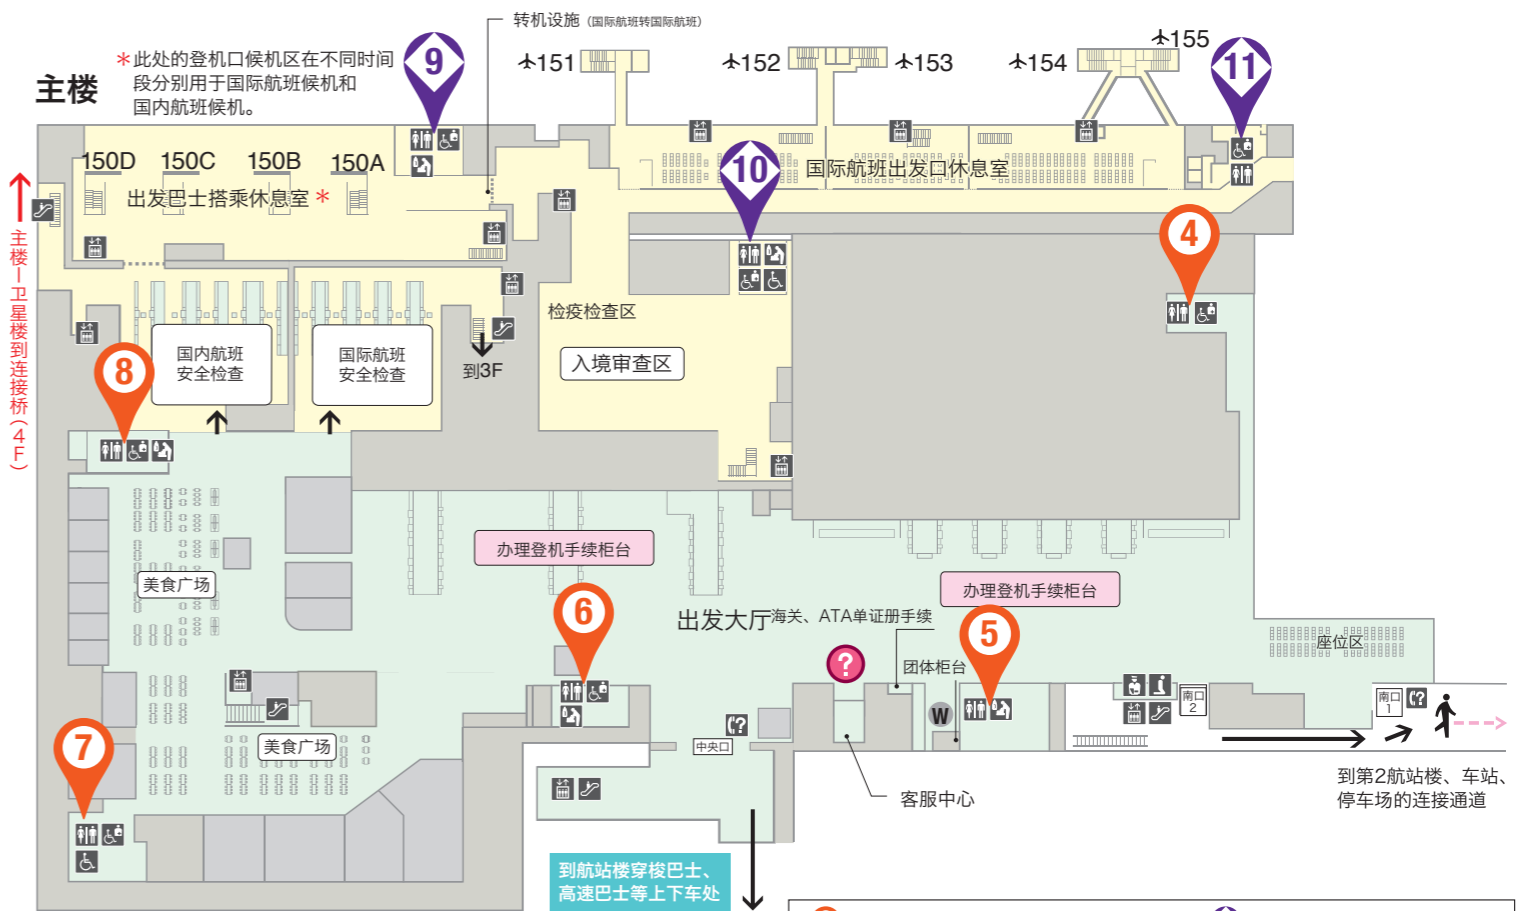 转机设施（国际航班转国际航班）
＊此处的登机口候机区在不同时间
段分别用于国际航班候机和
国内航班候机。
主楼
9
151
152
153
154
155
11
150D
150C
150B
150A
出发巴士搭乘休息室＊
10
国际航班出发口休息室
4
主楼ー卫星楼到连接桥（4F）
检疫检查区
国内航班
安全检查
国际航班
安全检查
到3F
入境审查区
8
办理登机手续柜台
美食广场
办理登机手续柜台
6
出发大厅
海关、ATA单证册手续
5
?
团体柜台
座位区
W
南口
2
南口
1
?
7
美食广场
?
中央口
客服中心
到第2航站楼、车站、
停车场的连接通道
到航站楼穿梭巴士、
高速巴士等上下车处